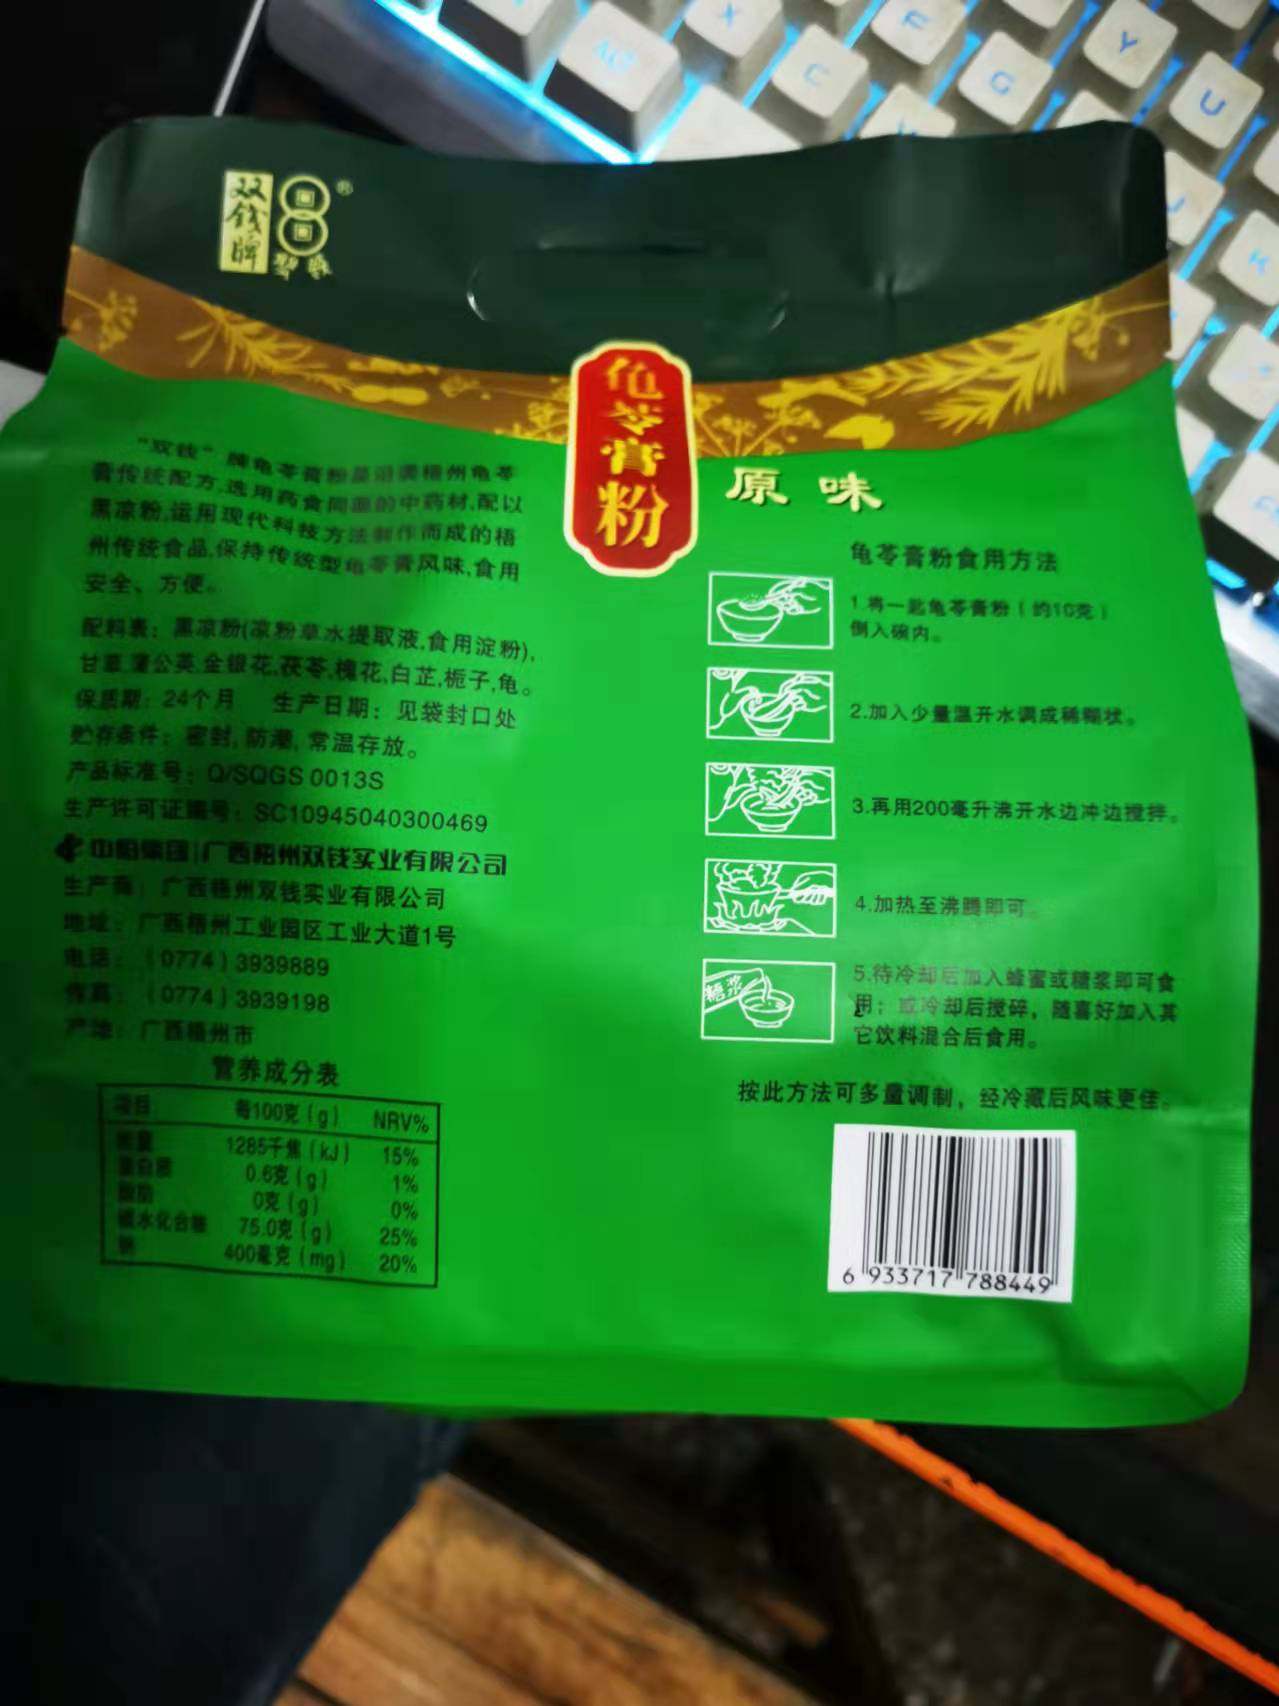 双钱牌
®
双钱
龟苓膏粉
原味
"双钱"牌龟苓膏粉是沿袭梧州龟苓
膏传统配方,选用药食同源的中药材,配以
黑凉粉,运用现代科技方法制作而成的梧
州传统食品,保持传统型龟苓膏风味,食用
安全、方便。
配料表：黑凉粉(凉粉草水提取液,食用淀粉),
甘草,蒲公英,金银花,茯苓,槐花,白芷,栀子,龟。
保质期：24个月 生产日期：见袋封口处
贮存条件：密封,防潮,常温存放。
产品标准号：Q/SQGS 0013S
生产许可证编号：SC10945040300469
中恒集团|广西梧州双钱实业有限公司
生产商：广西梧州双钱实业有限公司
地址：广西梧州工业园区工业大道1号
电话：(0774)3939889
传真：(0774)3939198
产地：广西梧州市
营养成分表
项目 每100克(g) NRV%
能量 1285千焦(kJ) 15%
蛋白质 0.6克(g) 1%
脂肪 0克(g) 0%
碳水化合物 75.0克(g) 25%
钠 400毫克(mg) 20%
龟苓膏粉食用方法
1.将一匙龟苓膏粉(约10克)
倒入碗内。
2.加入少量温开水调成稀糊状。
3.再用200毫升沸开水边冲边搅拌。
4.加热至沸腾即可。
糖浆
5.待冷却后加入蜂蜜或糖浆即可食
用；或冷却后搅碎，随喜好加入其
它饮料混合后食用。
按此方法可多量调制，经冷藏后风味更佳。
6 933717 788449
X
C
F
G
Y
U
J
K